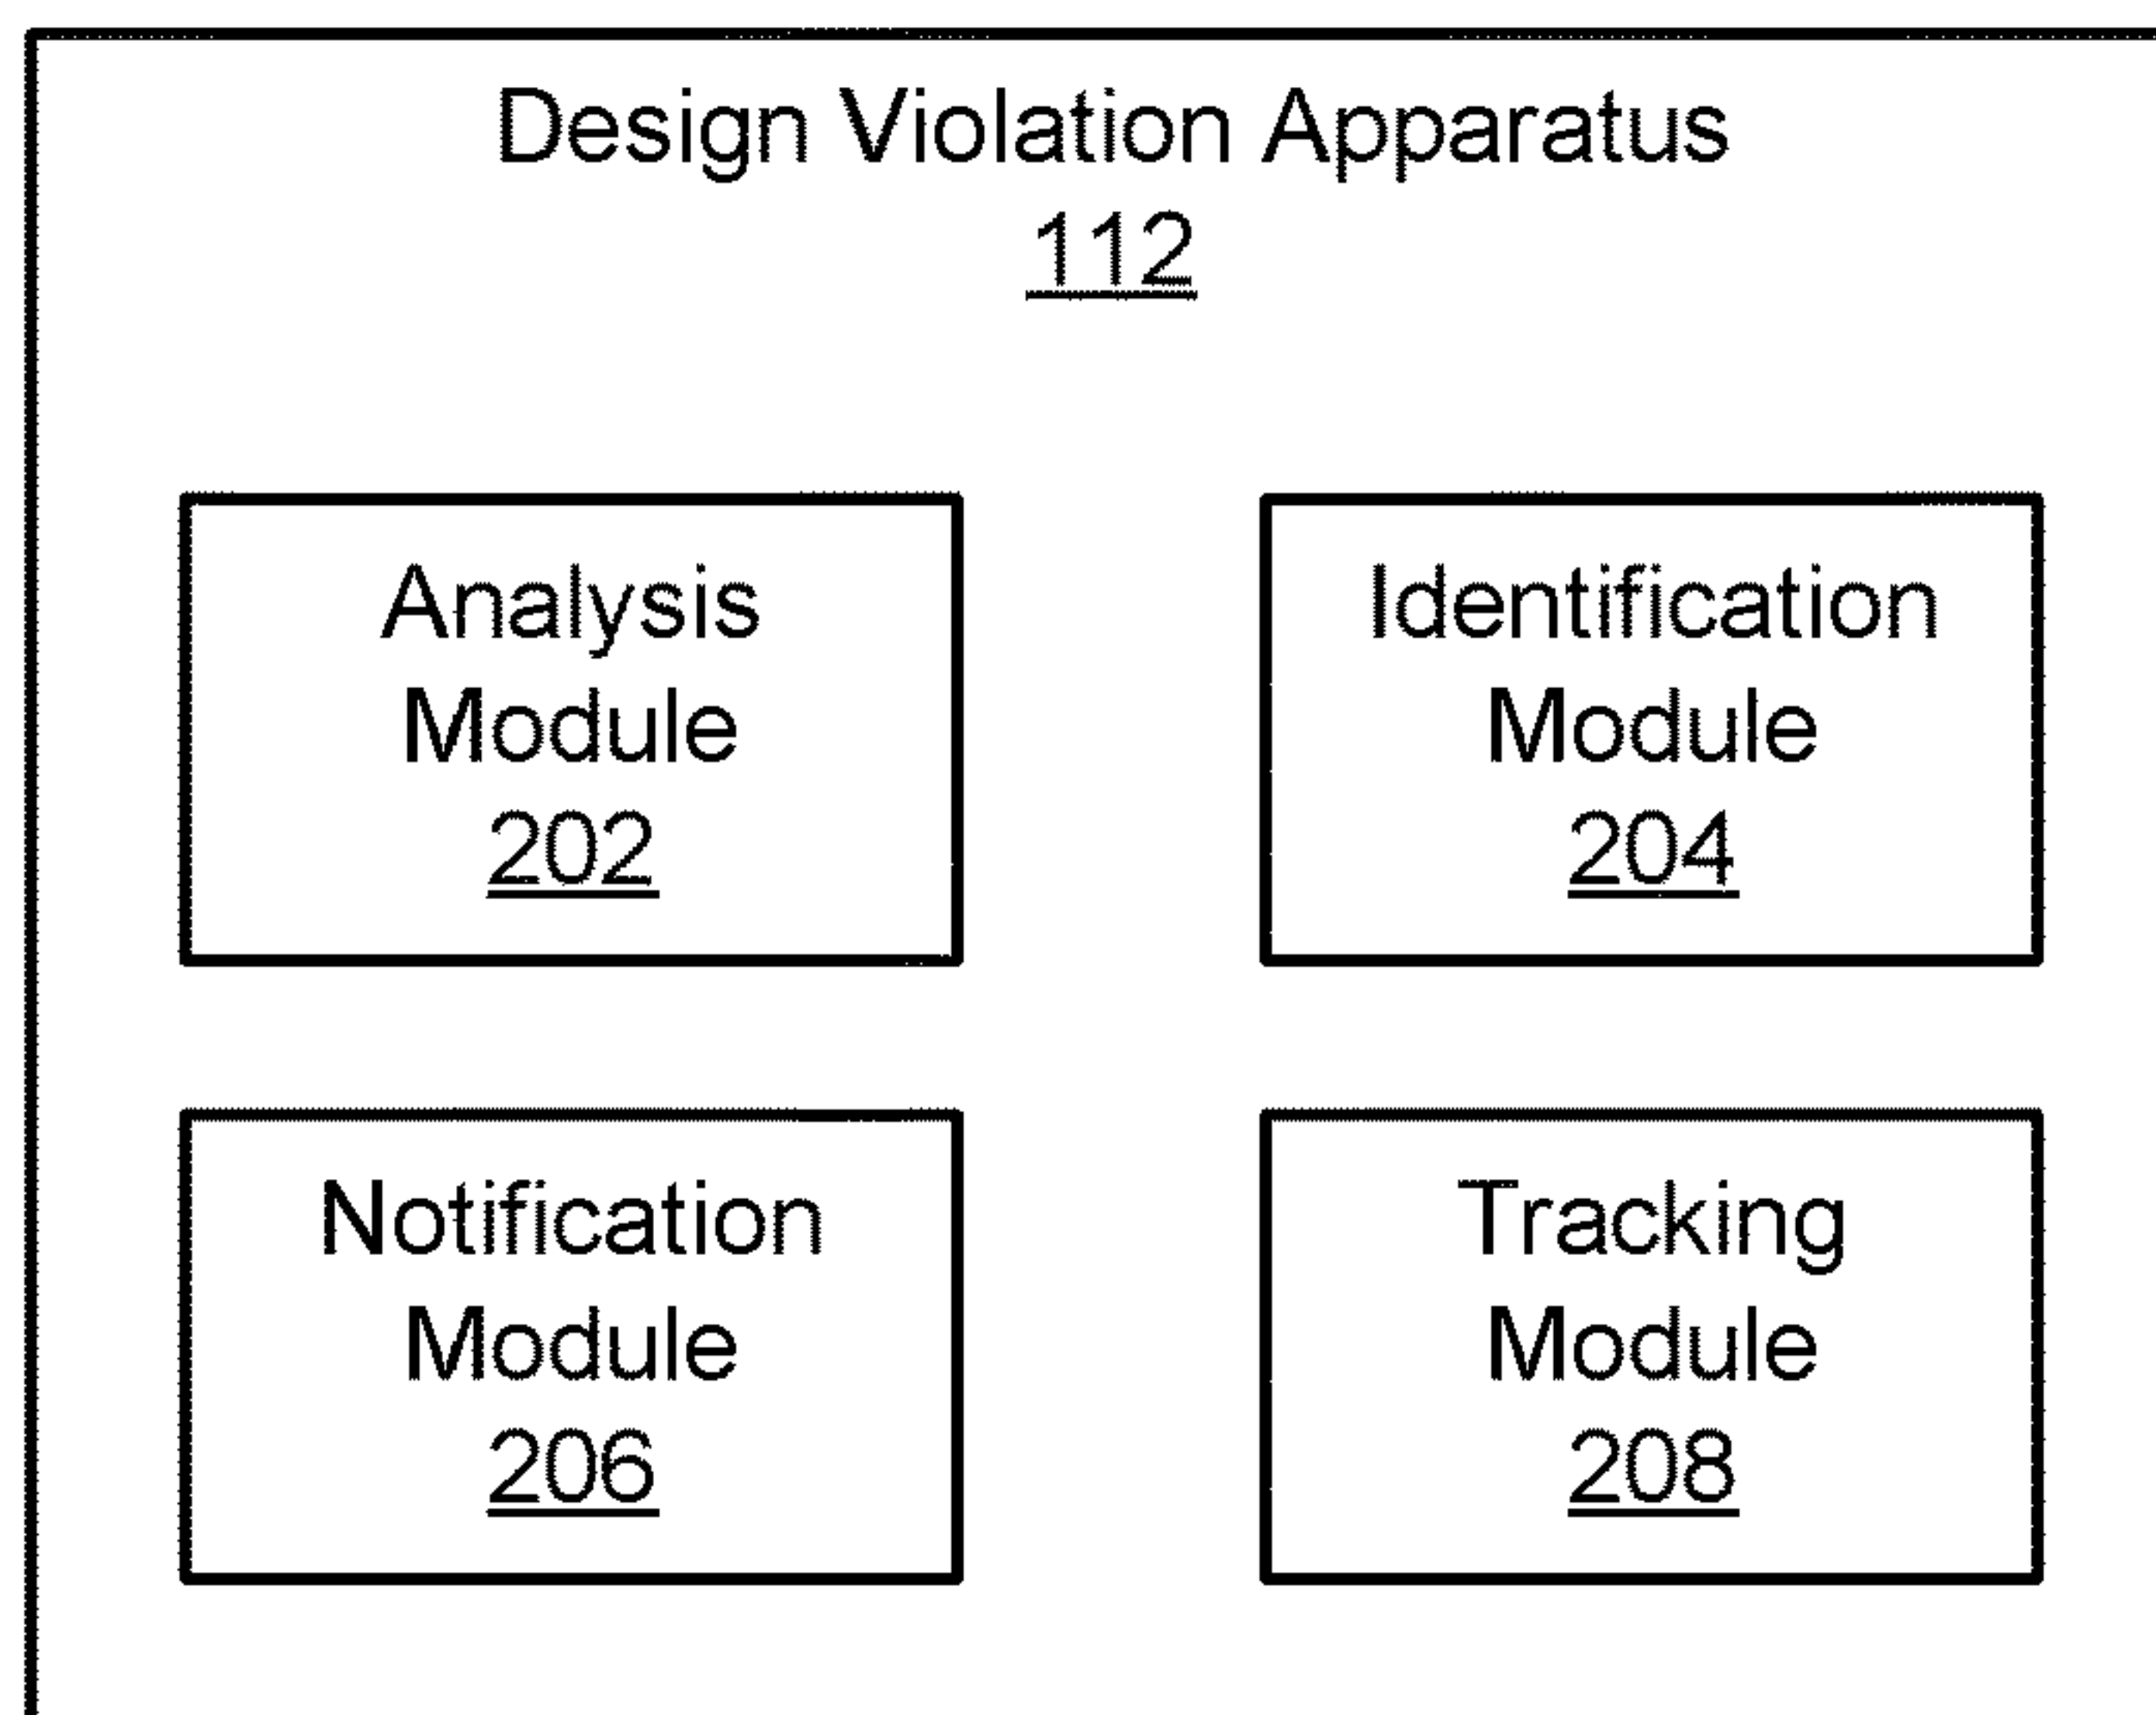 Design Violation Apparatus
112
Analysis
Module
202
Identification
Module
204
Notification
Module
206
Tracking
Module
208